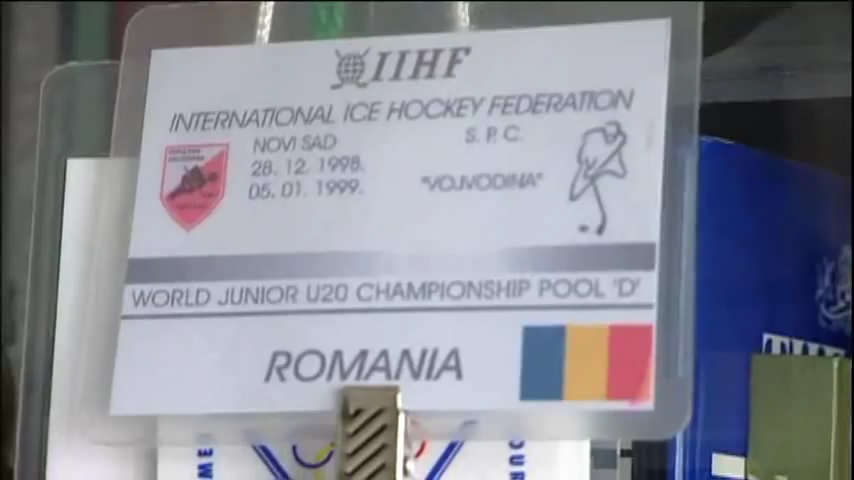 IIHF
INTERNATIONAL ICE HOCKEY FEDERATION
NOVI SAD
28. 12. 1998.
05. 01. 1999.
S. P. C.
"VOJVODINA"
WORLD JUNIOR U20 CHAMPIONSHIP POOL 'D'
ROMANIA